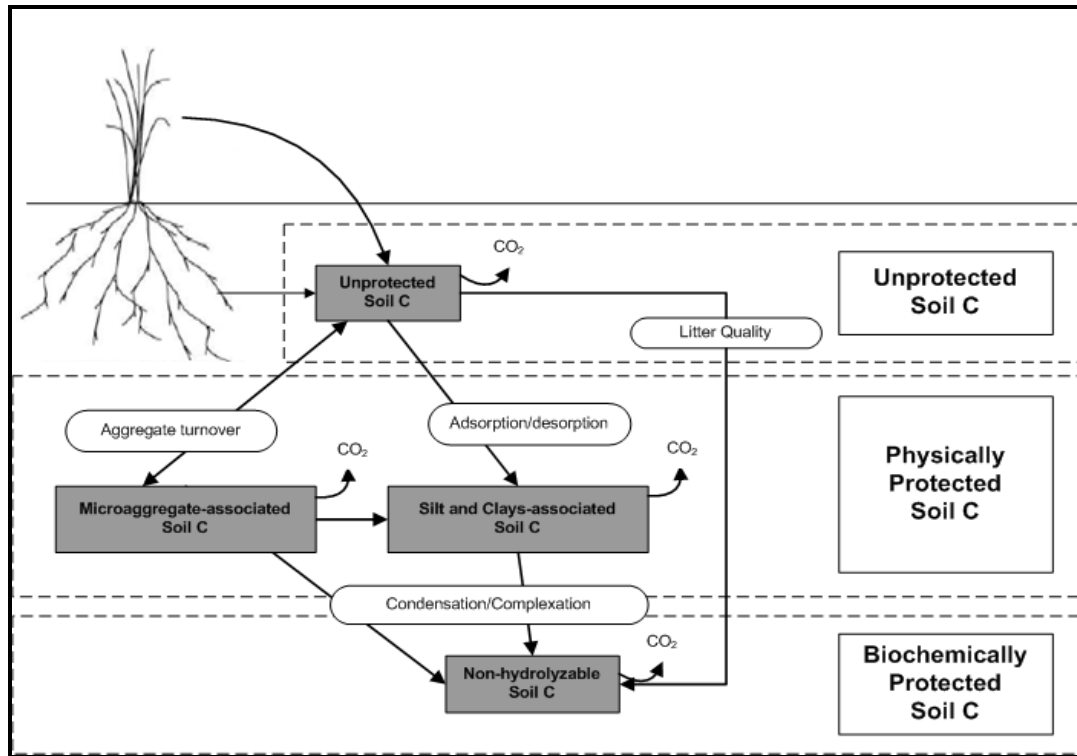 CO₂
Unprotected
Soil C
Unprotected
Soil C
Litter Quality
Aggregate turnover
Adsorption/desorption
CO₂
CO₂
Physically
Protected
Soil C
Microaggregate-associated
Soil C
Silt and Clays-associated
Soil C
Condensation/Complexation
CO₂
Non-hydrolyzable
Soil C
Biochemically
Protected
Soil C